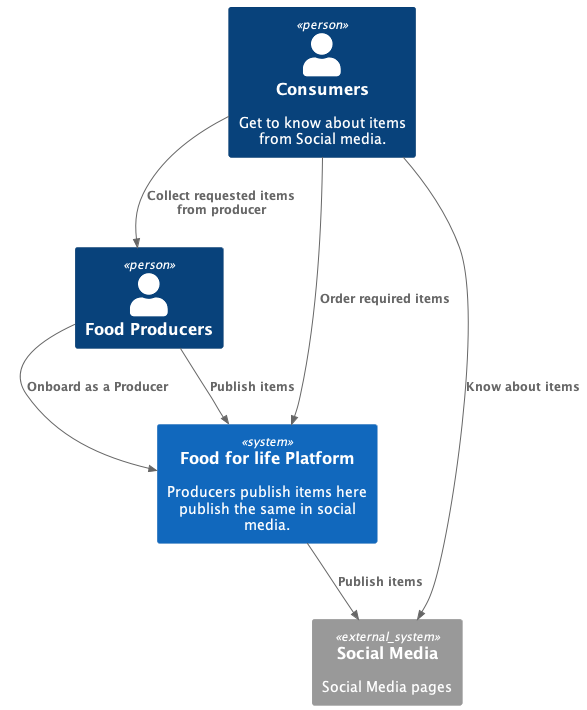 «person»
Consumers
Get to know about items
from Social media.
Collect requested items
from producer
Order required items
«person»
Food Producers
Onboard as a Producer
Publish items
Know about items
«system»
Food for life Platform
Producers publish items here
publish the same in social
media.
Publish items
«external_system»
Social Media
Social Media pages